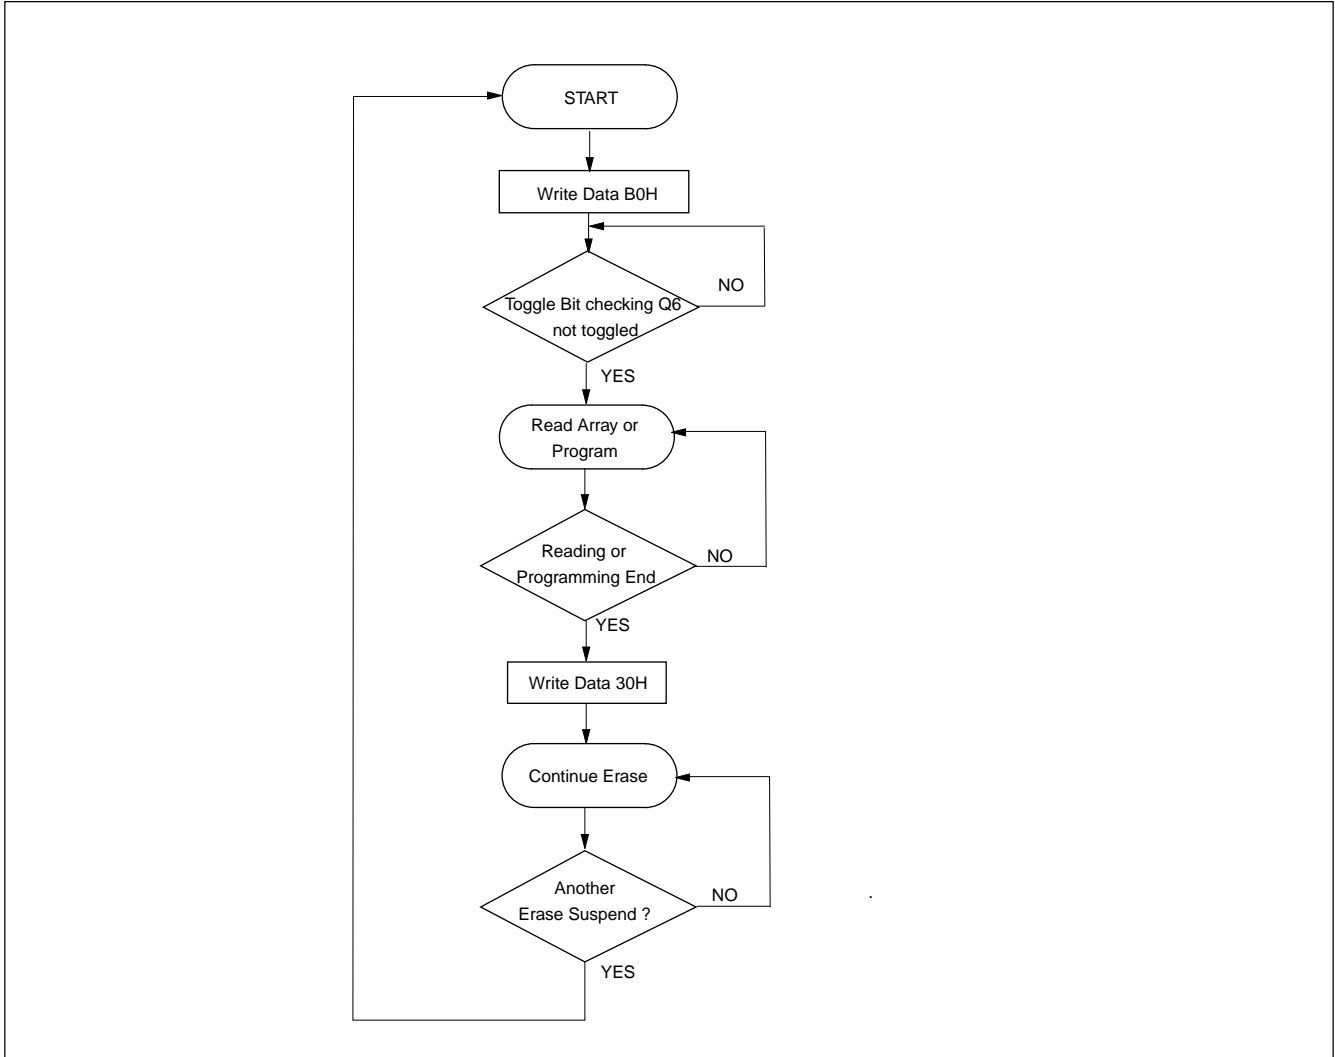 START
Write Data B0H
NO
Toggle Bit checking Q6
not toggled
YES
Read Array or
Program
Reading or
Programming End
NO
YES
Write Data 30H
Continue Erase
Another
Erase Suspend ?
NO
YES